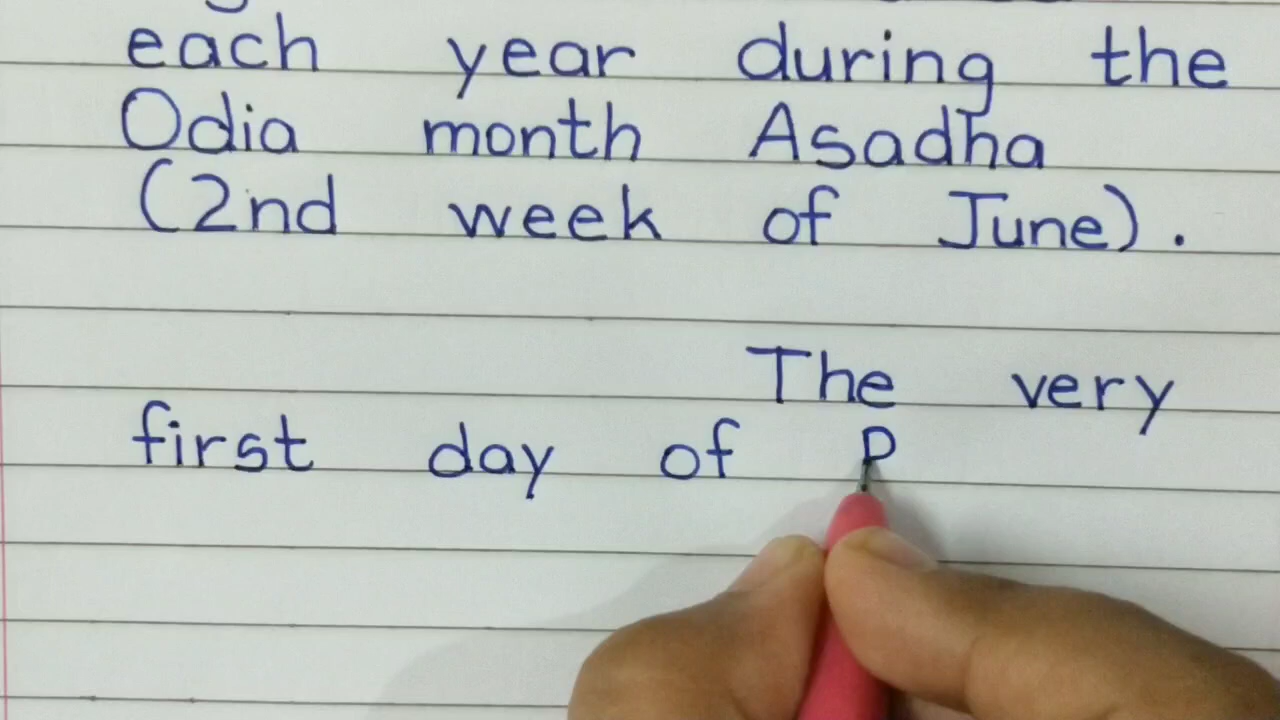 each year during the
Odia month Asadha
(2nd week of June).
The very
first day of P